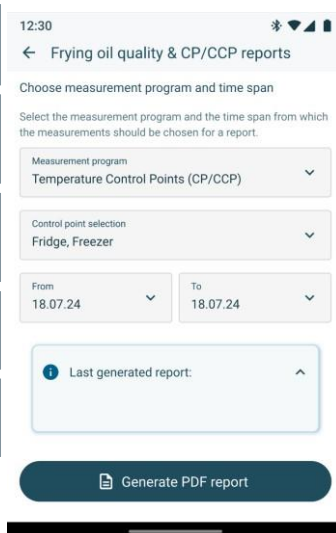 12:30
Frying oil quality & CP/CCP reports
Choose measurement program and time span
Select the measurement program and the time span from which
the measurements should be chosen for a report.
Measurement program
Temperature Control Points (CP/CCP)
Control point selection
Fridge, Freezer
From
18.07.24
To
18.07.24
Last generated report:
Generate PDF report